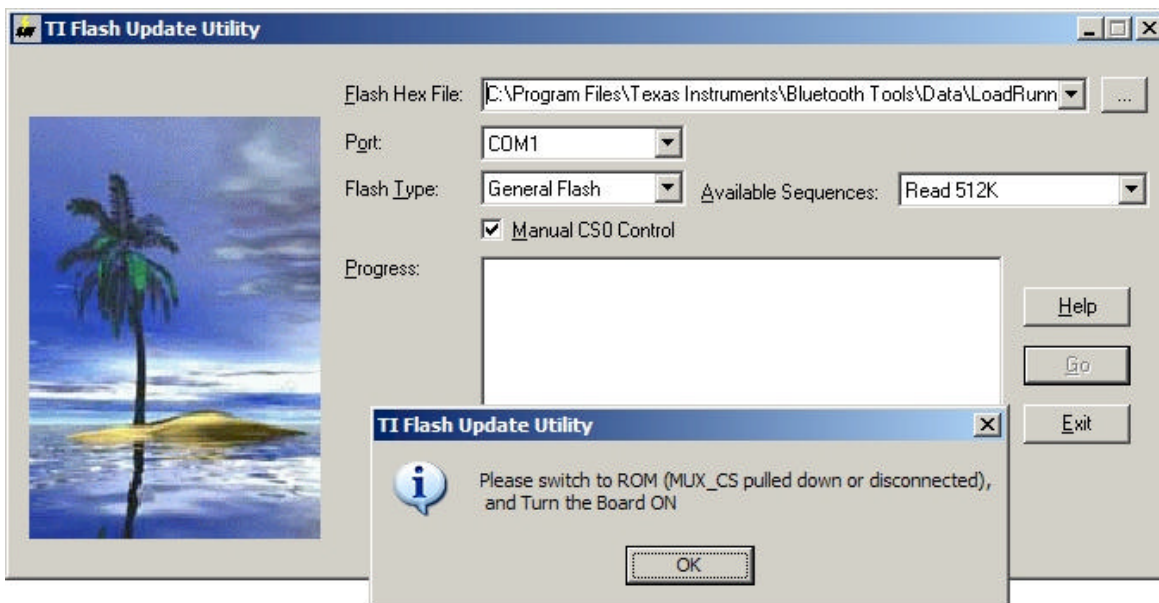 TI Flash Update Utility
Flash Hex File: C:\Program Files\Texas Instruments\Bluetooth Tools\Data\LoadRunn ...
Port: COM1
Flash Type: General Flash Available Sequences: Read 512K
Manual CS0 Control
Progress:
Help
Go
Exit
TI Flash Update Utility
Please switch to ROM (MUX_CS pulled down or disconnected),
and Turn the Board ON
OK